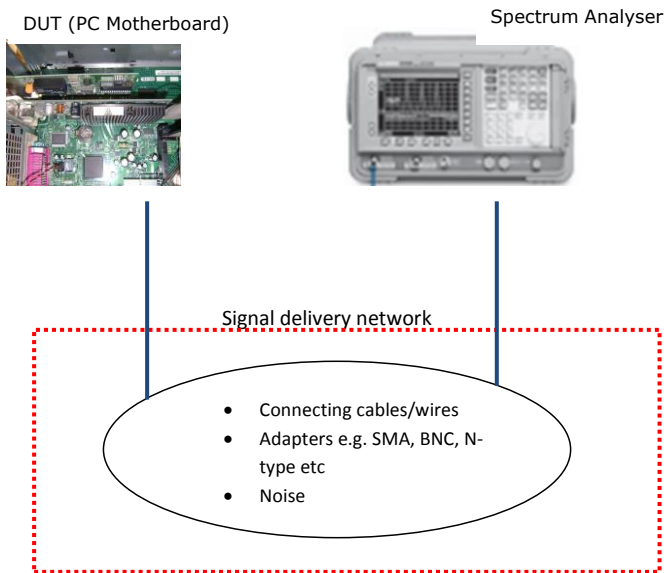 DUT (PC Motherboard)
Spectrum Analyser
Signal delivery network
• Connecting cables/wires
• Adapters e.g. SMA, BNC, N-
type etc
• Noise